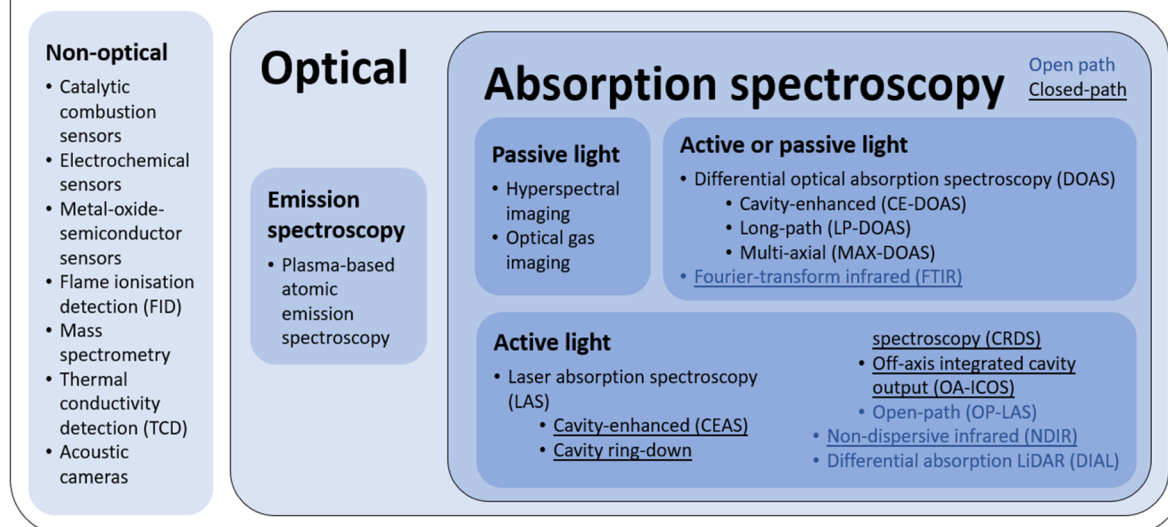 Non-optical
• Catalytic
combustion
sensors
• Electrochemical
sensors
• Metal-oxide-
semiconductor
sensors
• Flame ionisation
detection (FID)
• Mass
spectrometry
• Thermal
conductivity
detection (TCD)
• Acoustic
cameras
Optical
Emission
spectroscopy
• Plasma-based
atomic
emission
spectroscopy
Absorption spectroscopy
Open path
Closed-path
Passive light
• Hyperspectral
imaging
• Optical gas
imaging
Active or passive light
• Differential optical absorption spectroscopy (DOAS)
• Cavity-enhanced (CE-DOAS)
• Long-path (LP-DOAS)
• Multi-axial (MAX-DOAS)
• Fourier-transform infrared (FTIR)
Active light
• Laser absorption spectroscopy
(LAS)
• Cavity-enhanced (CEAS)
• Cavity ring-down
spectroscopy (CRDS)
• Off-axis integrated cavity
output (OA-ICOS)
• Open-path (OP-LAS)
• Non-dispersive infrared (NDIR)
• Differential absorption LiDAR (DIAL)